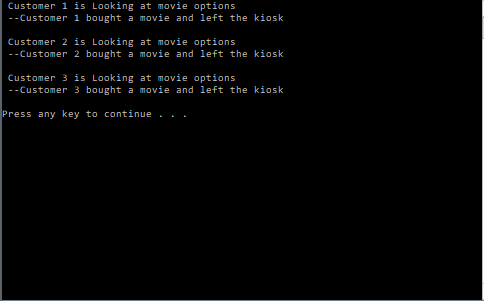 Customer 1 is Looking at movie options
--Customer 1 bought a movie and left the kiosk
Customer 2 is Looking at movie options
--Customer 2 bought a movie and left the kiosk
Customer 3 is Looking at movie options
--Customer 3 bought a movie and left the kiosk
Press any key to continue . . .